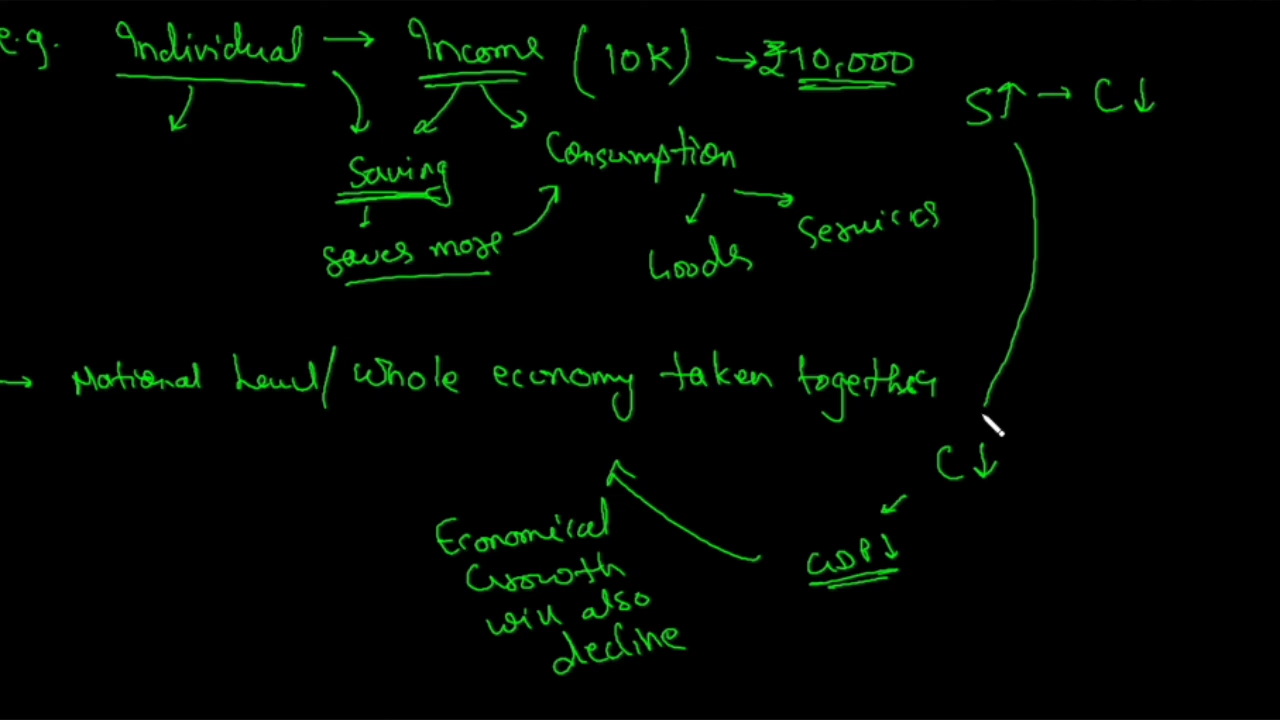 e.g. Individual → Income (10K) → ₹10,000
S↑ → C↓
Saving
Consumption
saves more
Goods
Services
→ National Level/ Whole economy taken together
C↓
GDP↓
Economical
Growth
will also
decline